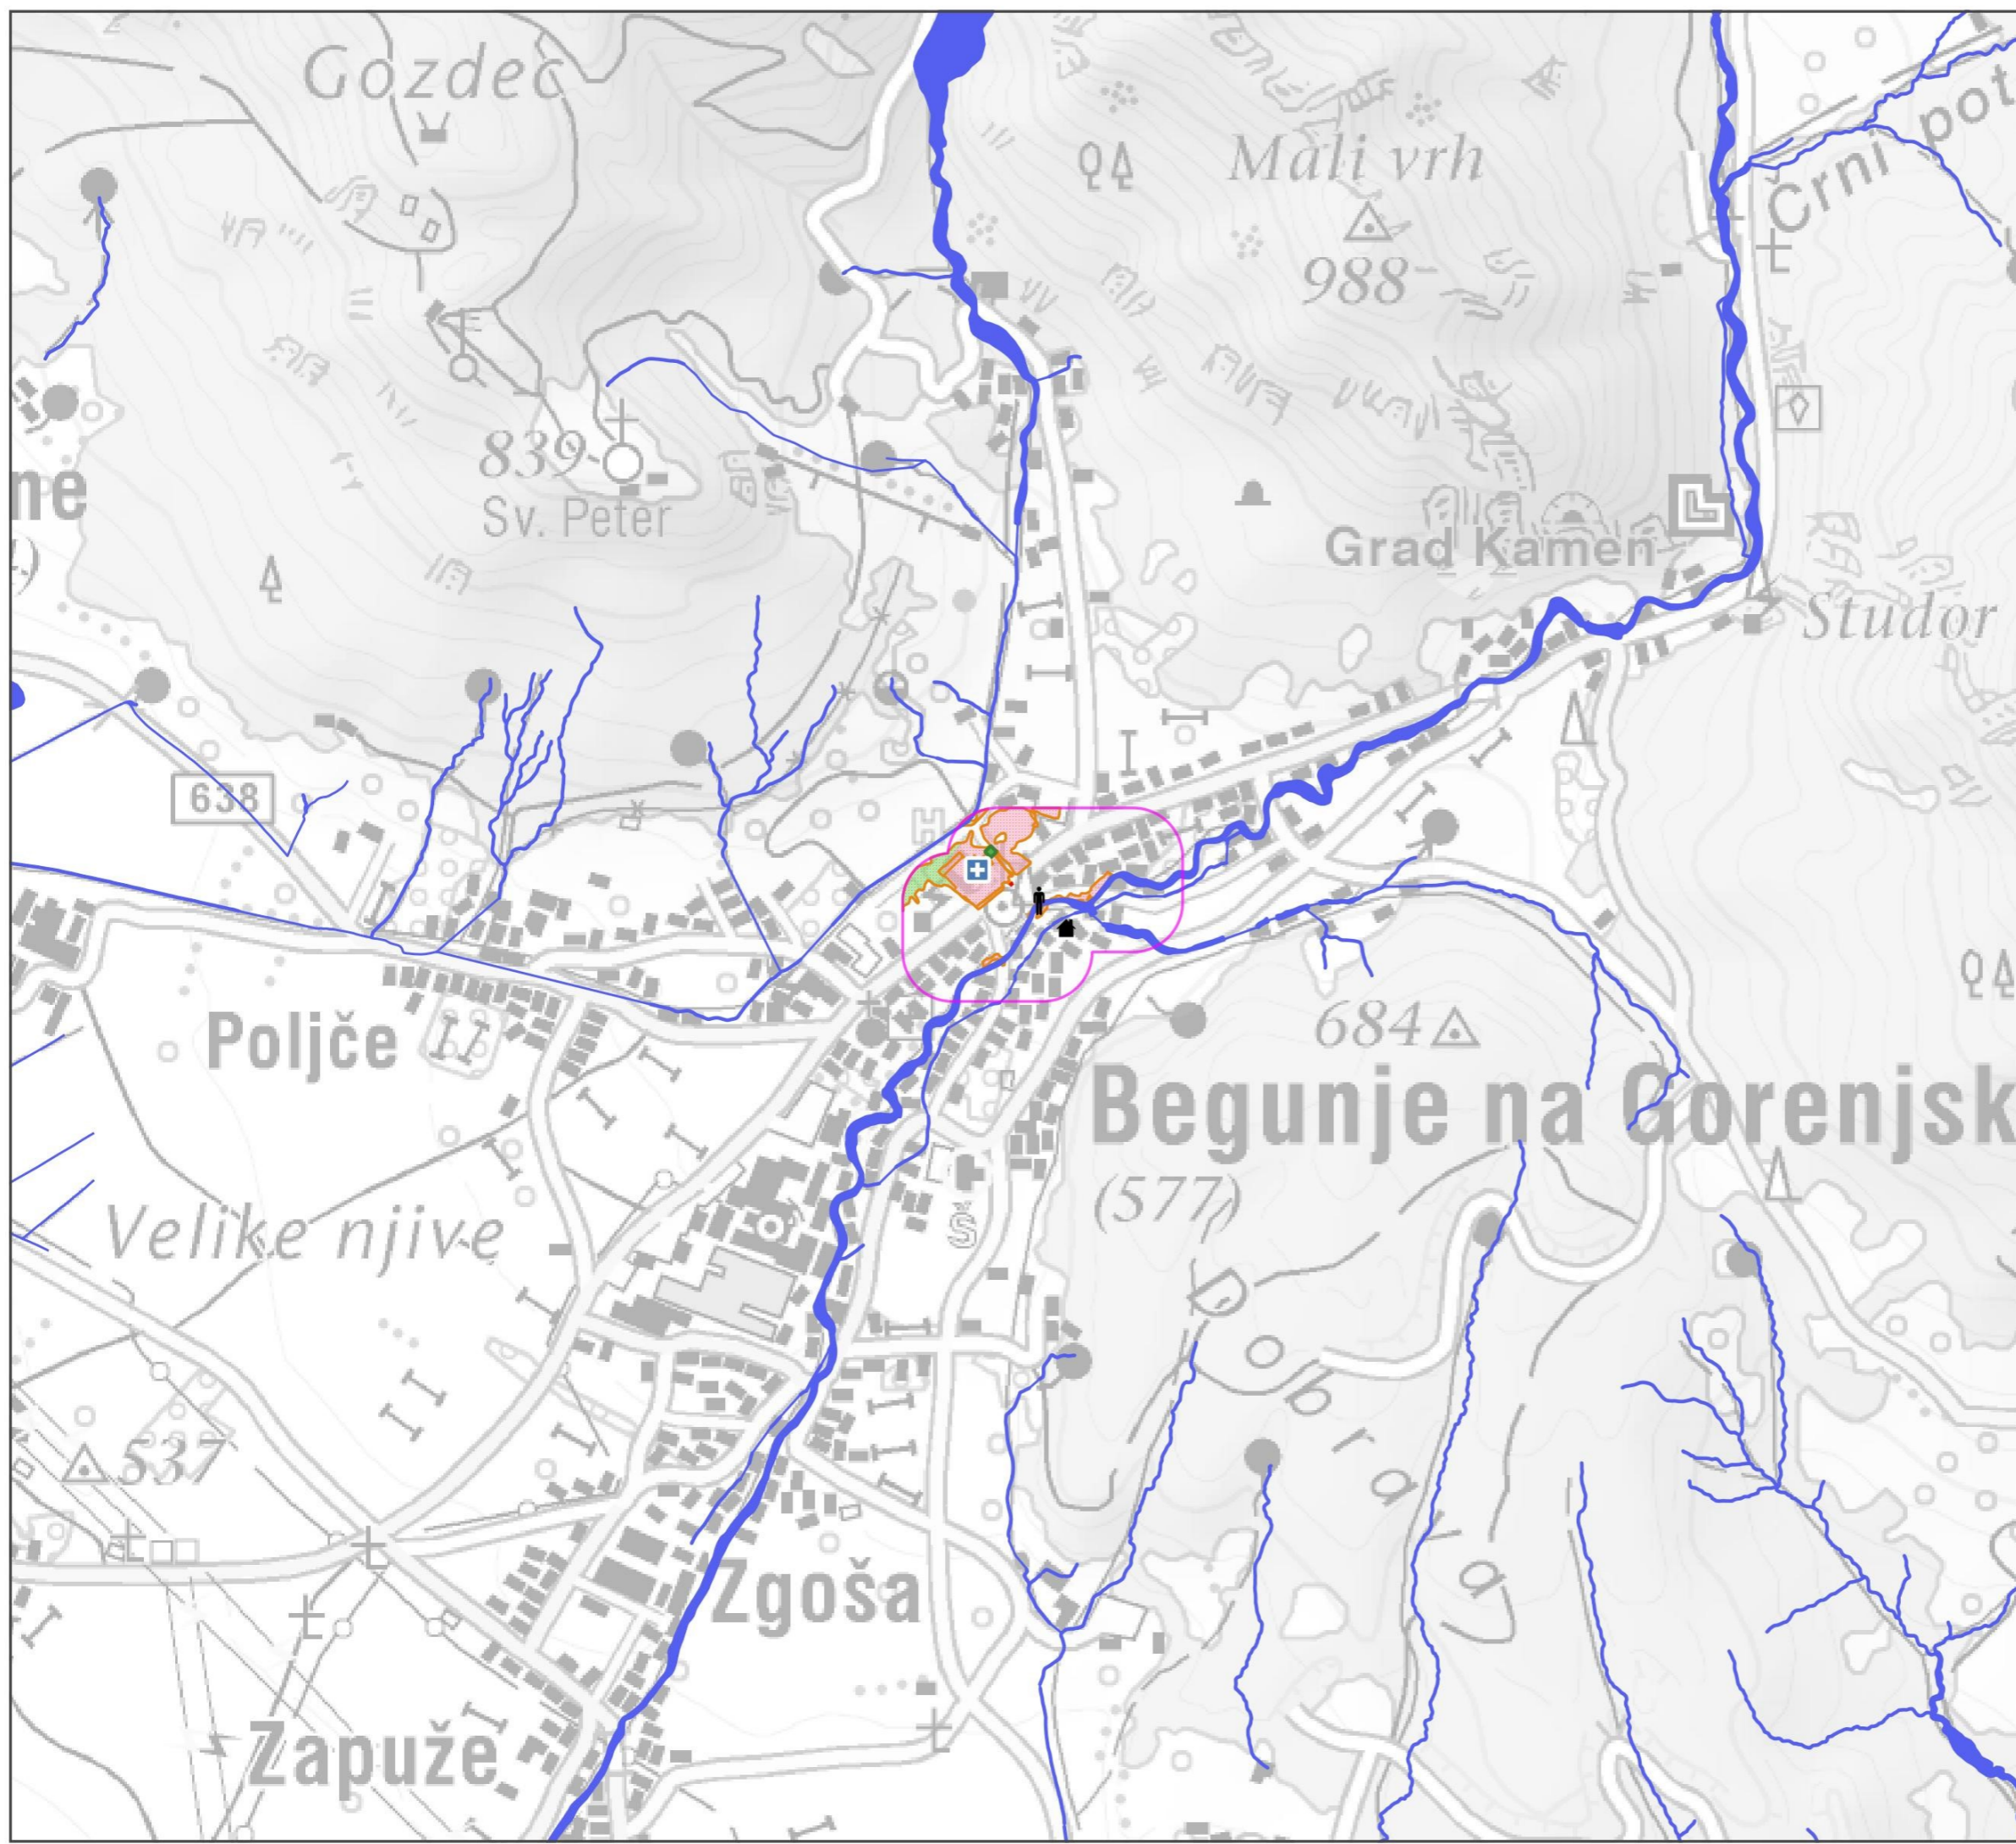 Gozdec
Mali vrh
988
Črni pot
839
Sv. Peter
ne
Grad Kamen
Studor
638
H
Poljče
684
Begunje na Gorenjsk
(577)
Velike njive
Š
Dobrava
537
Zgoša
Zapuže